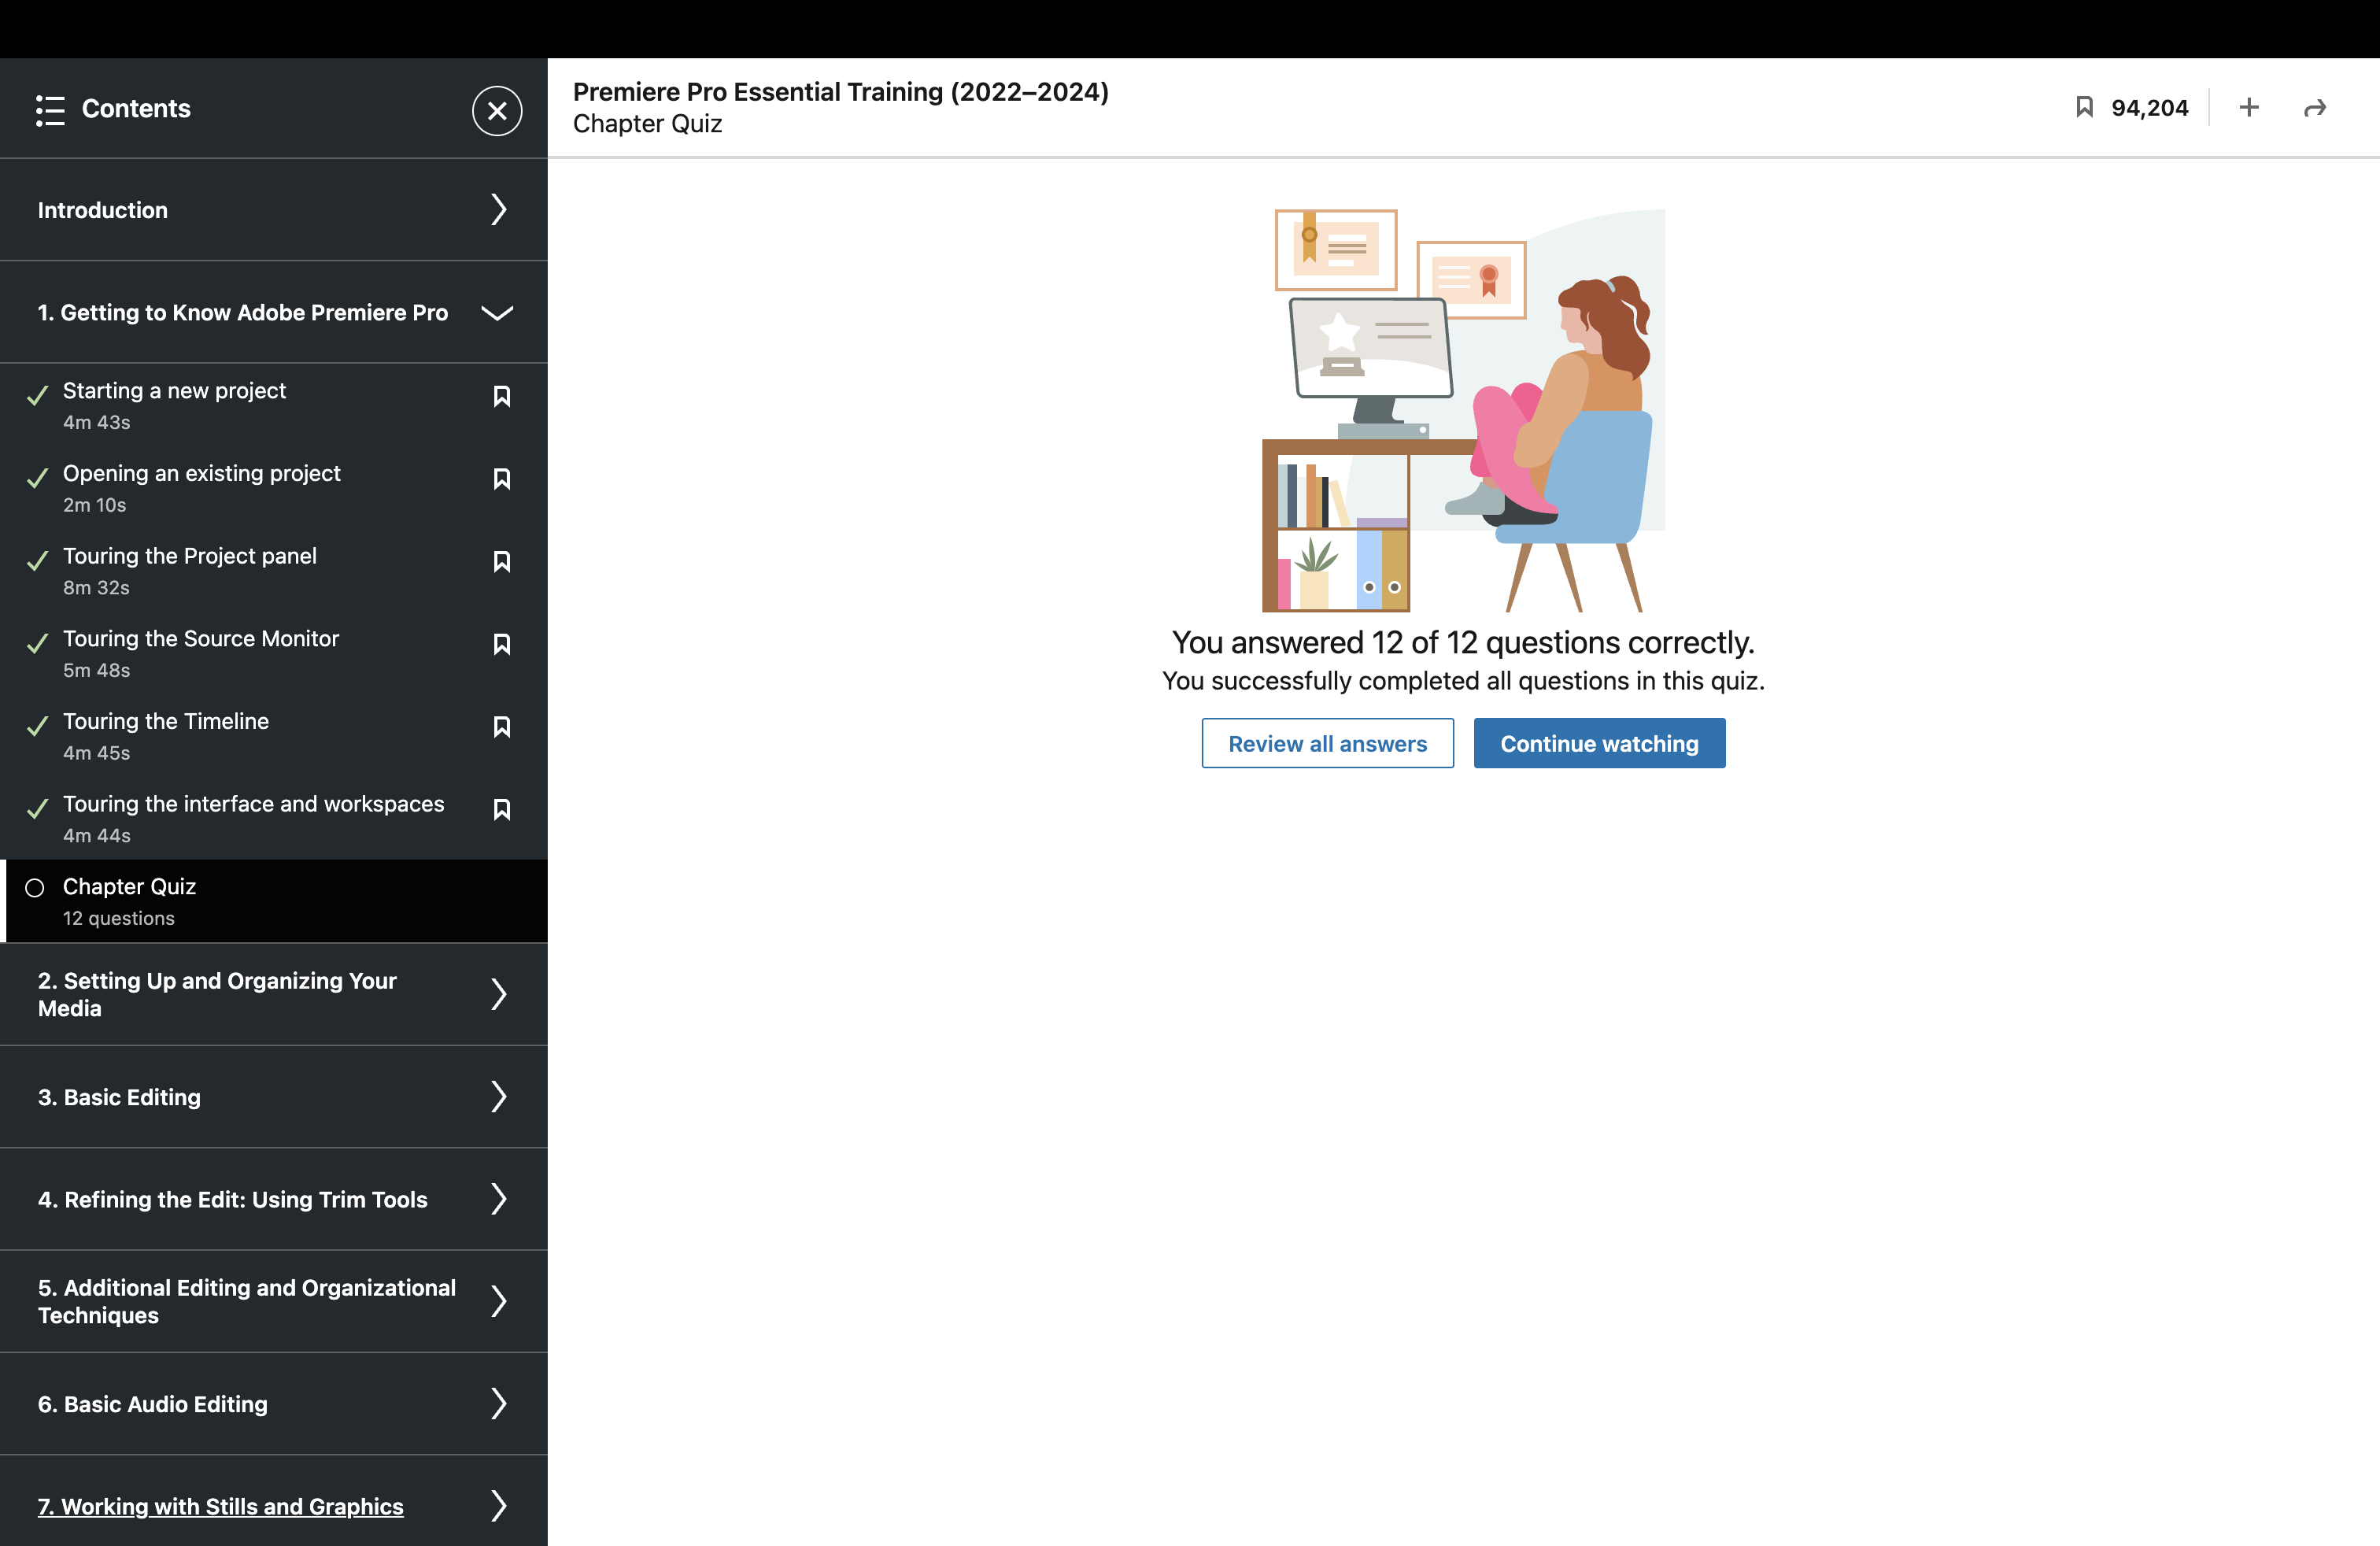 Contents
Introduction
1. Getting to Know Adobe Premiere Pro
Starting a new project
4m 43s
Opening an existing project
2m 10s
Touring the Project panel
8m 32s
Touring the Source Monitor
5m 48s
Touring the Timeline
4m 45s
Touring the interface and workspaces
4m 44s
Chapter Quiz
12 questions
2. Setting Up and Organizing Your
Media
3. Basic Editing
4. Refining the Edit: Using Trim Tools
5. Additional Editing and Organizational
Techniques
6. Basic Audio Editing
7. Working with Stills and Graphics
Premiere Pro Essential Training (2022–2024)
Chapter Quiz
94,204
You answered 12 of 12 questions correctly.
You successfully completed all questions in this quiz.
Review all answers
Continue watching